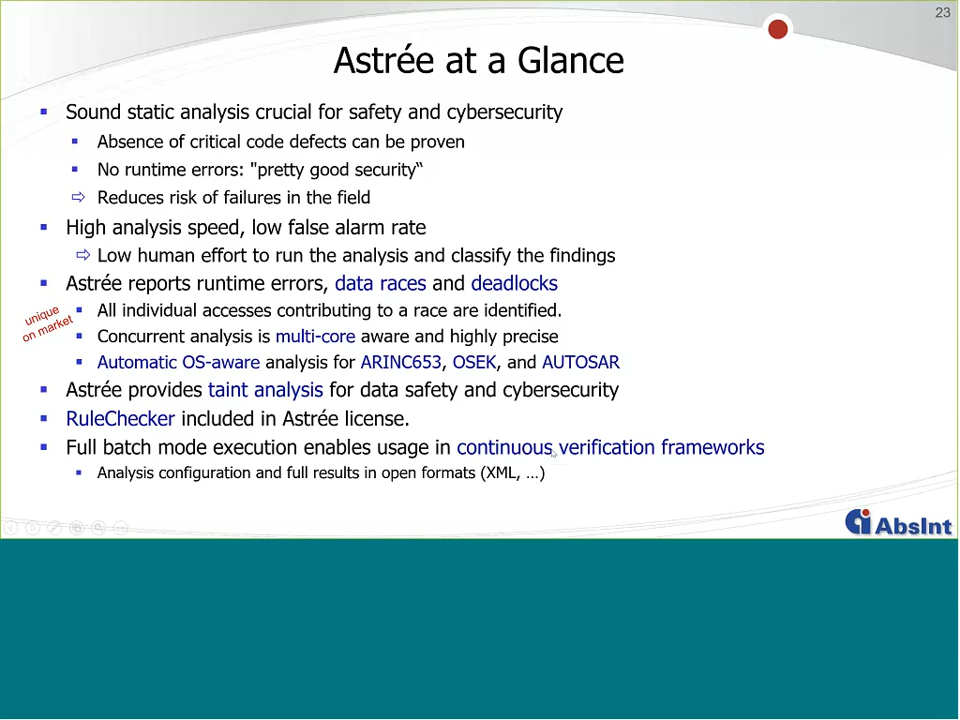 23
Astrée at a Glance
Sound static analysis crucial for safety and cybersecurity
Absence of critical code defects can be proven
No runtime errors: "pretty good security“
⇨ Reduces risk of failures in the field
High analysis speed, low false alarm rate
⇨ Low human effort to run the analysis and classify the findings
Astrée reports runtime errors, data races and deadlocks
unique
on market
All individual accesses contributing to a race are identified.
Concurrent analysis is multi-core aware and highly precise
Automatic OS-aware analysis for ARINC653, OSEK, and AUTOSAR
Astrée provides taint analysis for data safety and cybersecurity
RuleChecker included in Astrée license.
Full batch mode execution enables usage in continuous verification frameworks
Analysis configuration and full results in open formats (XML, …)
AbsInt